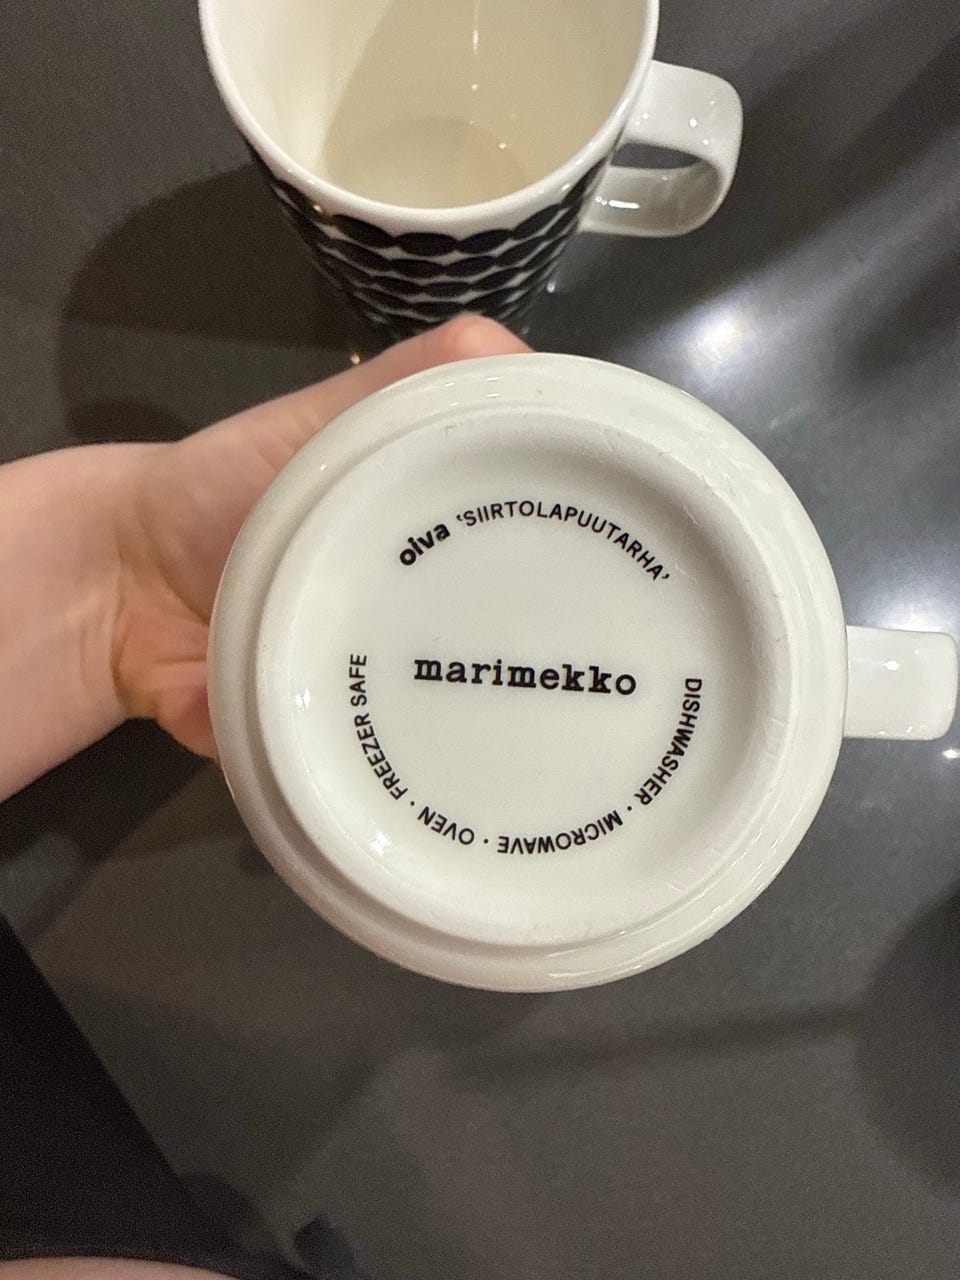 oiva ‘SIIRTOLAPUUTARHA’
marimekko
DISHWASHER · MICROWAVE · OVEN · FREEZER SAFE